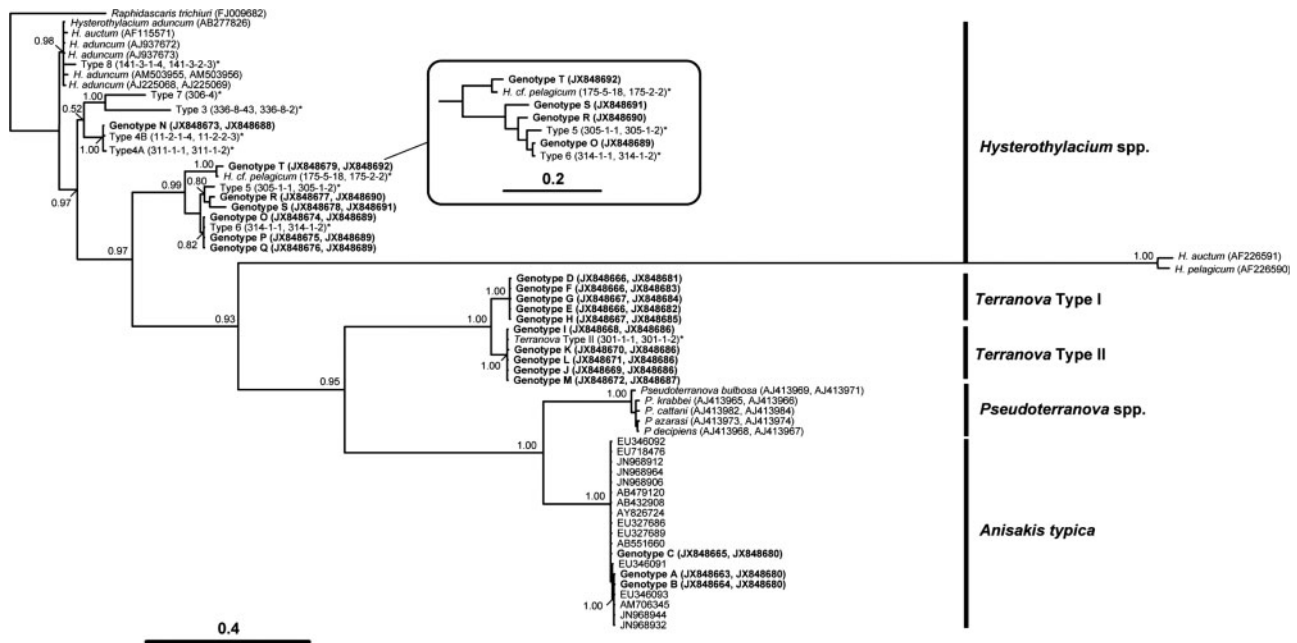 Raphidascaris trichiuri (FJ009682)
Hysterothylacium aduncum (AB277826)
H. auctum (AF115571)
H. aduncum (AJ937672)
H. aduncum (AJ937673)
Type 8 (141-3-1-4, 141-3-2-3)*
H. aduncum (AM503955, AM503956)
H. aduncum (AJ225068, AJ225069)
Type 7 (306-4)*
Type 3 (336-8-43, 336-8-2)*
Genotype N (JX848673, JX848688)
Type 4B (11-2-1-4, 11-2-2-3)*
Type4A (311-1-1, 311-1-2)*
Genotype T (JX848679, JX848692)
H. cf. pelagicum (175-5-18, 175-2-2)*
Type 5 (305-1-1, 305-1-2)*
Genotype R (JX848677, JX848690)
Genotype S (JX848678, JX848691)
Genotype O (JX848674, JX848689)
Type 6 (314-1-1, 314-1-2)*
Genotype P (JX848675, JX848689)
Genotype Q (JX848676, JX848689)
0.98
1.00
0.52
1.00
0.97
1.00
0.99
0.80
0.82
0.97
Genotype T (JX848692)
H. cf. pelagicum (175-5-18, 175-2-2)*
Genotype S (JX848691)
Genotype R (JX848690)
Type 5 (305-1-1, 305-1-2)*
Genotype O (JX848689)
Type 6 (314-1-1, 314-1-2)*
0.2
Hysterothylacium spp.
1.00
H. auctum (AF226591)
H. pelagicum (AF226590)
0.93
Genotype D (JX848666, JX848681)
Genotype F (JX848666, JX848683)
Genotype G (JX848667, JX848684)
Genotype E (JX848666, JX848682)
Genotype H (JX848667, JX848685)
1.00
Terranova Type I
1.00
Genotype I (JX848668, JX848686)
Terranova Type II (301-1-1, 301-1-2)*
Genotype K (JX848670, JX848686)
Genotype L (JX848671, JX848686)
Genotype J (JX848669, JX848686)
Genotype M (JX848672, JX848687)
1.00
Terranova Type II
0.95
Pseudoterranova bulbosa (AJ413969, AJ413971)
P. krabbei (AJ413965, AJ413966)
P. cattani (AJ413982, AJ413984)
P azarasi (AJ413973, AJ413974)
P decipiens (AJ413968, AJ413967)
1.00
Pseudoterranova spp.
1.00
EU346092
EU718476
JN968912
JN968964
JN968906
AB479120
AB432908
AY826724
EU327686
EU327689
AB551660
Genotype C (JX848665, JX848680)
EU346091
Genotype A (JX848663, JX848680)
Genotype B (JX848664, JX848680)
EU346093
AM706345
JN968944
JN968932
1.00
1.00
Anisakis typica
0.4